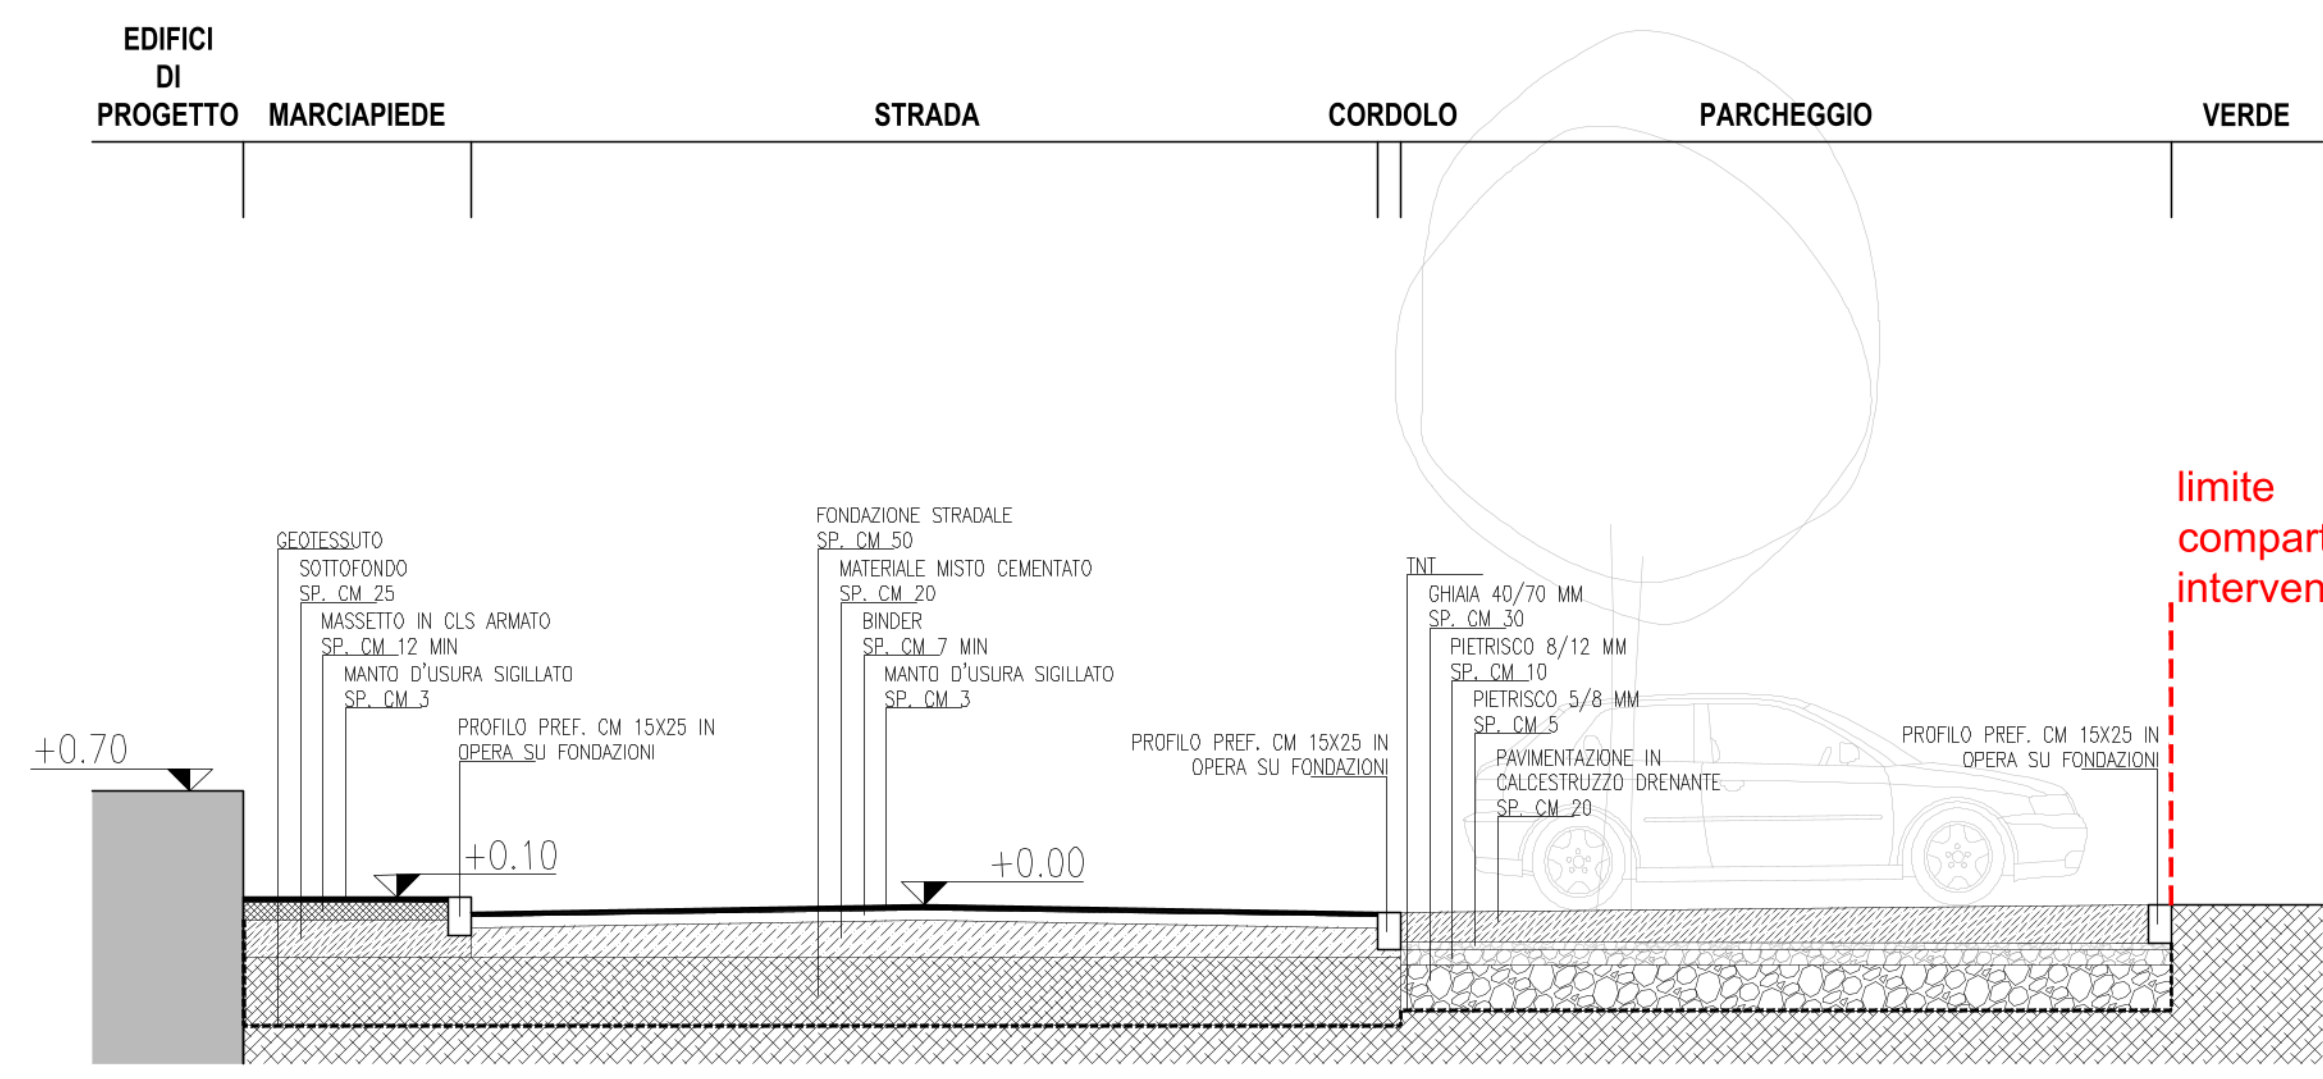 EDIFICI
DI
PROGETTO
MARCIAPIEDE
STRADA
CORDOLO
PARCHEGGIO
VERDE
limite
intervento
GEOTESSUTO
SOTTOFONDO
SP. CM 25
MASSETTO IN CLS ARMATO
SP. CM 12 MIN
MANTO D'USURA SIGILLATO
SP. CM 3
PROFILO PREF. CM 15X25 IN
OPERA SU FONDAZIONI
FONDAZIONE STRADALE
SP. CM 50
MATERIALE MISTO CEMENTATO
SP. CM 20
BINDER
SP. CM 7 MIN
MANTO D'USURA SIGILLATO
SP. CM 3
PROFILO PREF. CM 15X25 IN
OPERA SU FONDAZIONI
TNT
GHIAIA 40/70 MM
SP. CM 30
PIETRISCO 8/12 MM
SP. CM 10
PIETRISCO 5/8 MM
SP. CM 5
PAVIMENTAZIONE IN
CALCESTRUZZO DRENANTE
SP. CM 20
PROFILO PREF. CM 15X25 IN
OPERA SU FONDAZIONI
+0.70
+0.10
+0.00